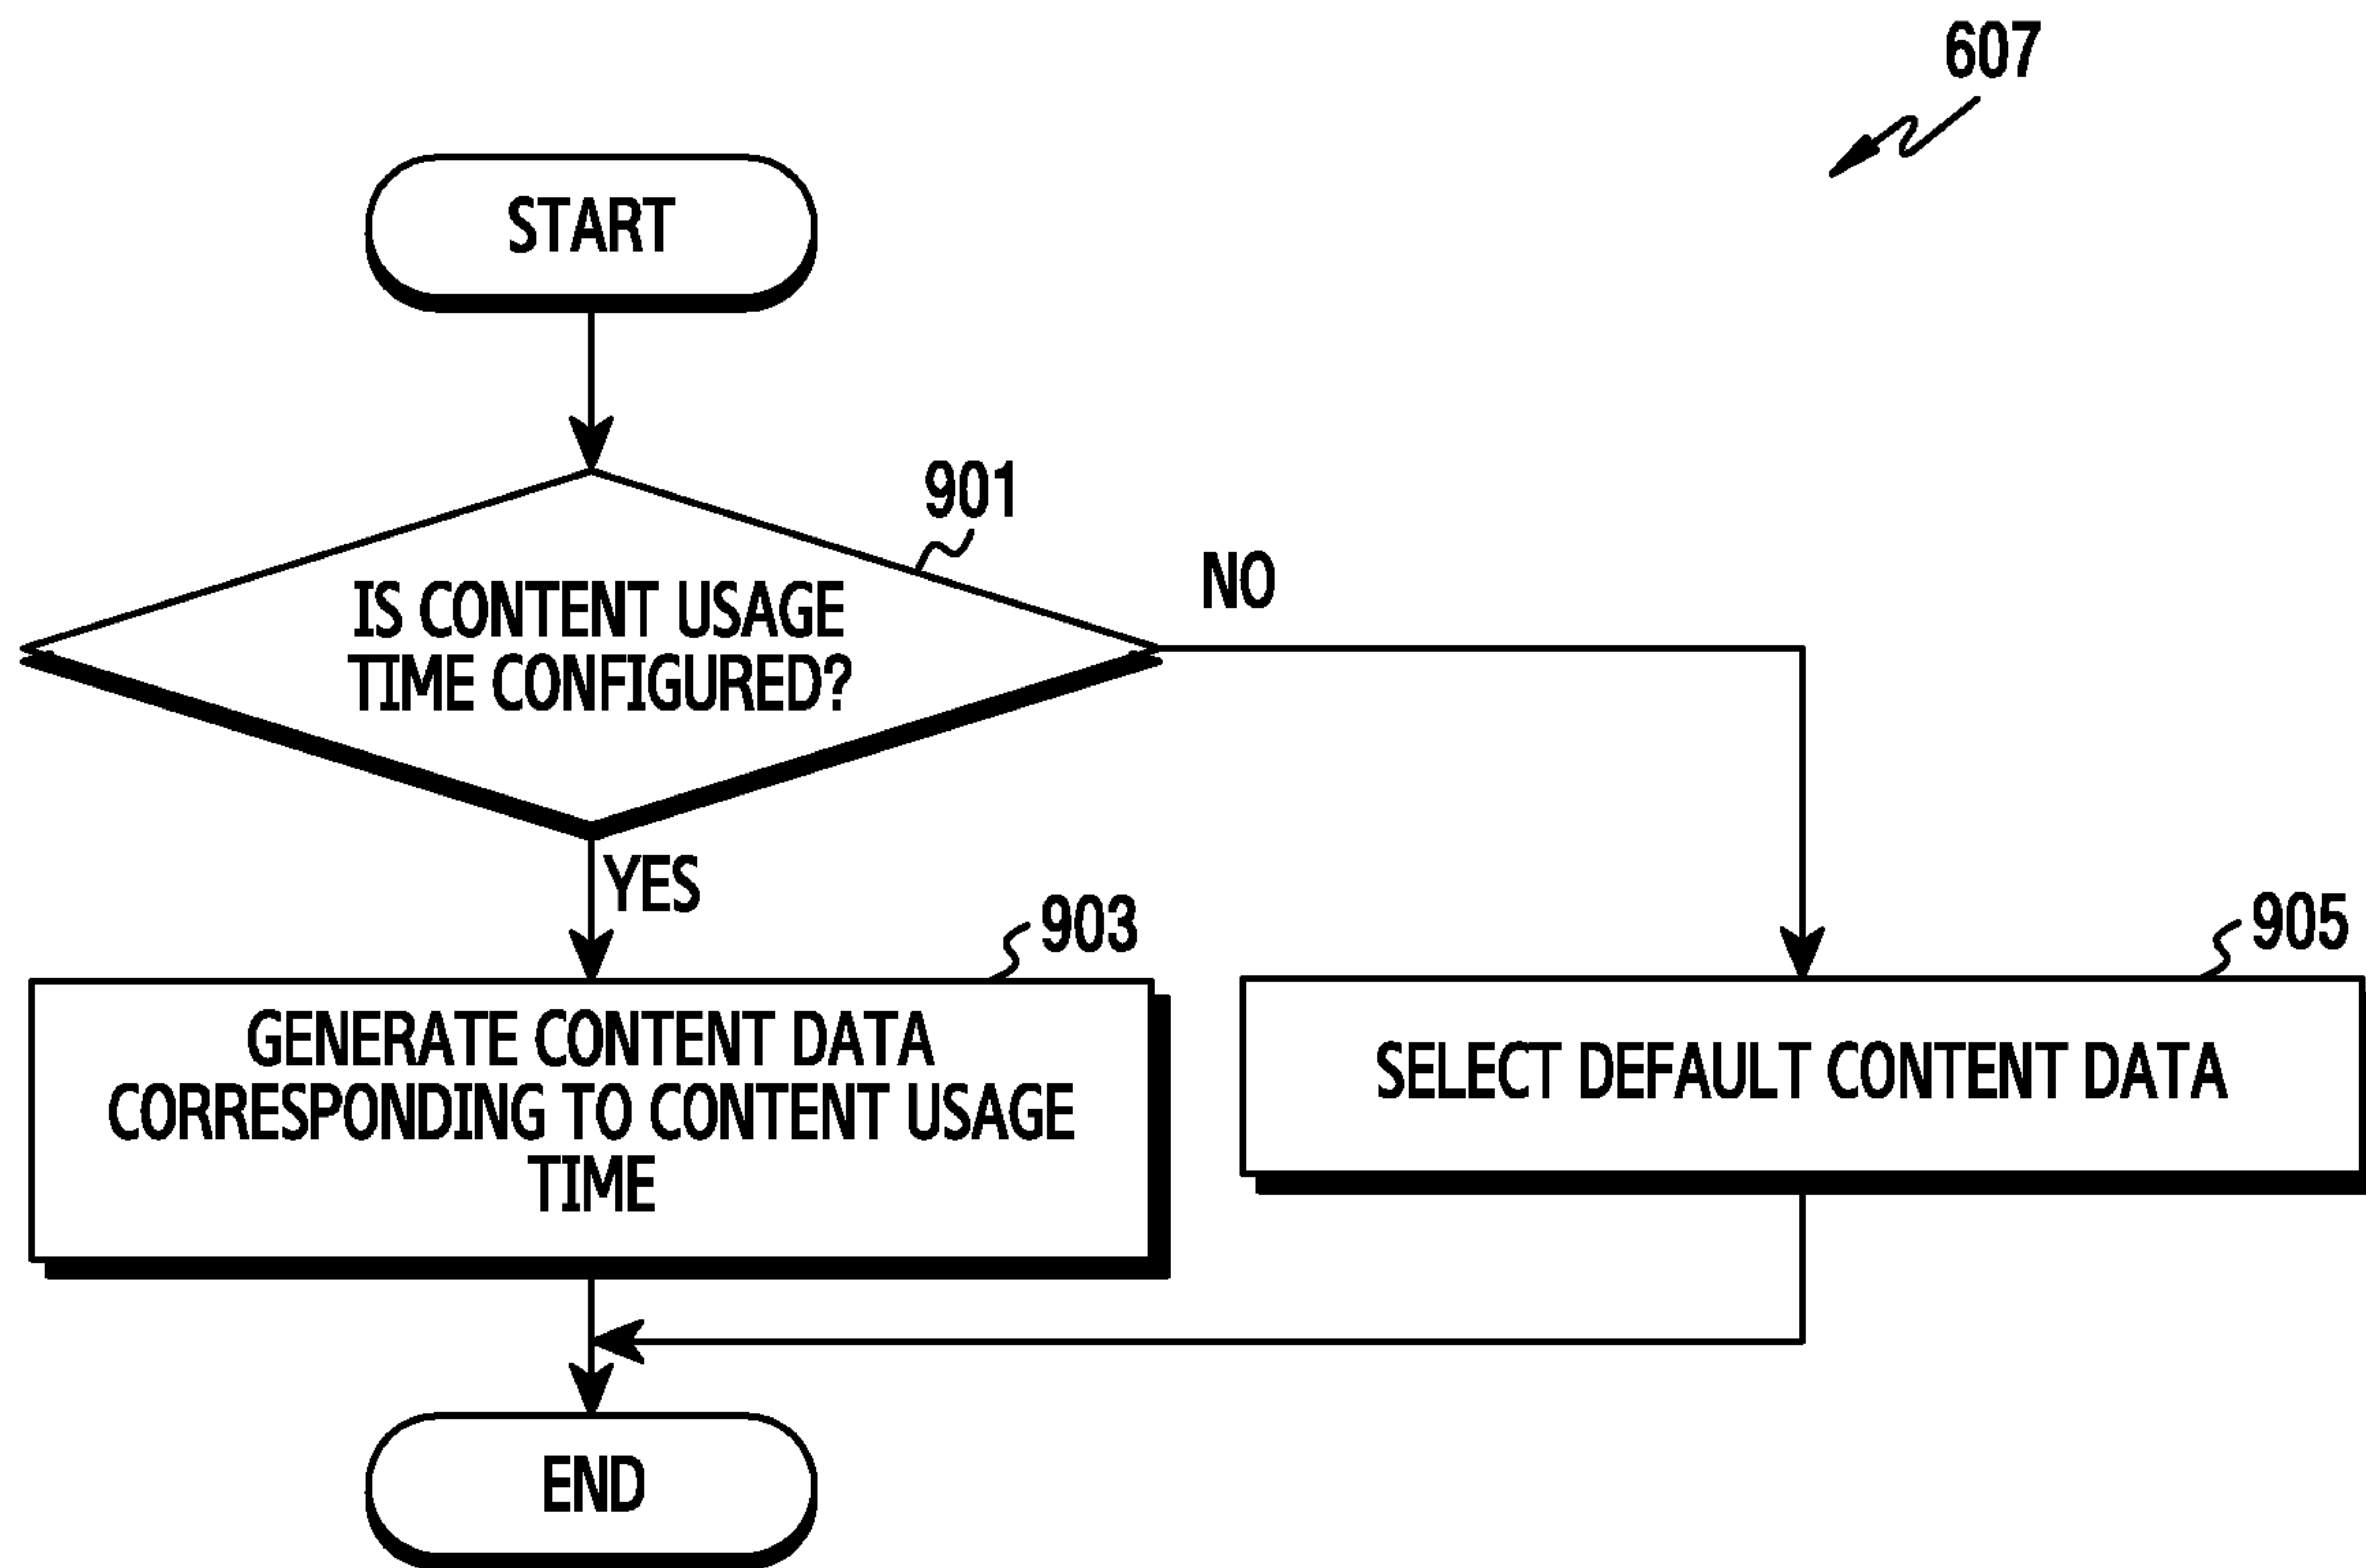 607
START
901
IS CONTENT USAGE
TIME CONFIGURED?
NO
YES
903
GENERATE CONTENT DATA
CORRESPONDING TO CONTENT USAGE
TIME
905
SELECT DEFAULT CONTENT DATA
END